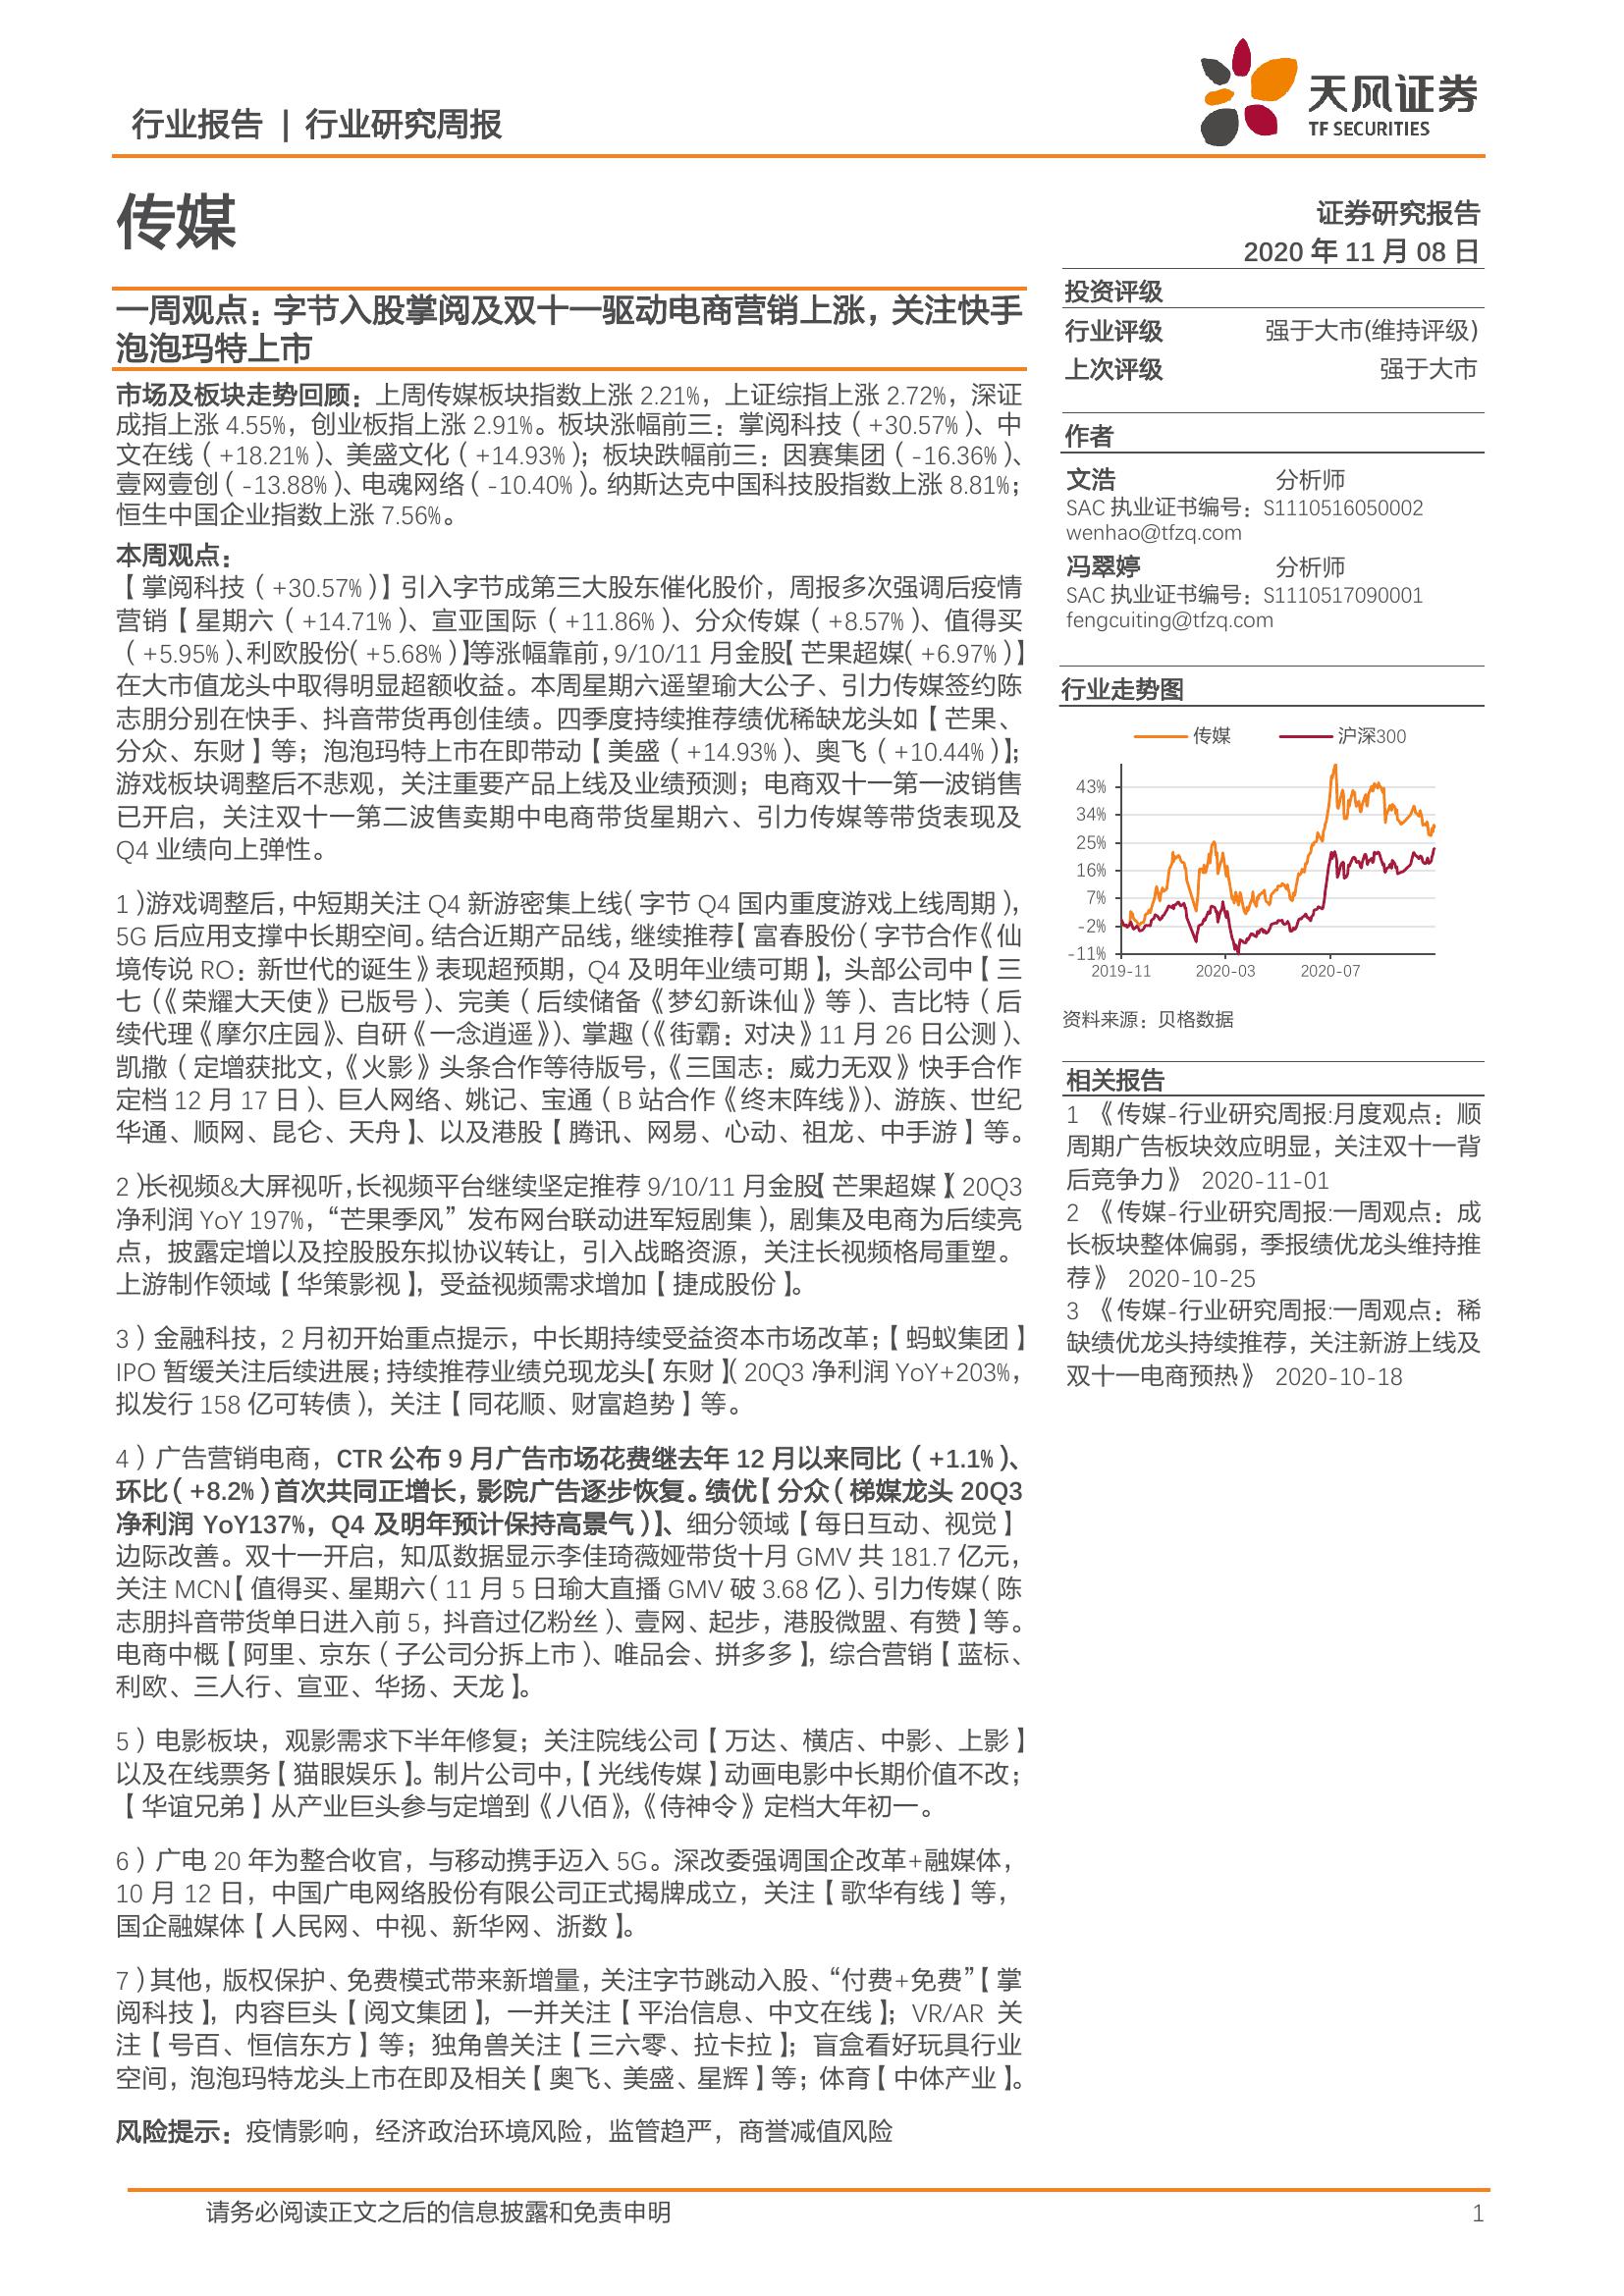 行业报告 | 行业研究周报
天风证券
TF SECURITIES
传媒
证券研究报告
2020 年 11 月 08 日
一周观点：字节入股掌阅及双十一驱动电商营销上涨，关注快手
泡泡玛特上市
市场及板块走势回顾：上周传媒板块指数上涨 2.21%，上证综指上涨 2.72%，深证
成指上涨 4.55%，创业板指上涨 2.91%。板块涨幅前三：掌阅科技（+30.57%）、中
文在线（+18.21%）、美盛文化（+14.93%）；板块跌幅前三：因赛集团（-16.36%）、
壹网壹创（-13.88%）、电魂网络（-10.40%）。纳斯达克中国科技股指数上涨 8.81%；
恒生中国企业指数上涨 7.56%。
本周观点：
【掌阅科技（+30.57%）】引入字节成第三大股东催化股价，周报多次强调后疫情
营销【星期六（+14.71%）、宣亚国际（+11.86%）、分众传媒（+8.57%）、值得买
（+5.95%）、利欧股份（+5.68%）】等涨幅靠前，9/10/11 月金股【芒果超媒（+6.97%）】
在大市值龙头中取得明显超额收益。本周星期六遥望瑜大公子、引力传媒签约陈
志朋分别在快手、抖音带货再创佳绩。四季度持续推荐绩优稀缺龙头如【芒果、
分众、东财】等；泡泡玛特上市在即带动【美盛（+14.93%）、奥飞（+10.44%）】；
游戏板块调整后不悲观，关注重要产品上线及业绩预测；电商双十一第一波销售
已开启，关注双十一第二波售卖期中电商带货星期六、引力传媒等带货表现及
Q4 业绩向上弹性。
1）游戏调整后，中短期关注 Q4 新游密集上线（字节 Q4 国内重度游戏上线周期），
5G 后应用支撑中长期空间。结合近期产品线，继续推荐【富春股份（字节合作《仙
境传说 RO：新世代的诞生》表现超预期，Q4 及明年业绩可期】，头部公司中【三
七（《荣耀大天使》已版号）、完美（后续储备《梦幻新诛仙》等）、吉比特（后
续代理《摩尔庄园》、自研《一念逍遥》）、掌趣（《街霸：对决》11 月 26 日公测）、
凯撒（定增获批文，《火影》头条合作等待版号，《三国志：威力无双》快手合作
定档 12 月 17 日）、巨人网络、姚记、宝通（B 站合作《终末阵线》）、游族、世纪
华通、顺网、昆仑、天舟】、以及港股【腾讯、网易、心动、祖龙、中手游】等。
2）长视频&大屏视听，长视频平台继续坚定推荐 9/10/11 月金股【芒果超媒】（20Q3
净利润 YoY 197%，“芒果季风”发布网台联动进军短剧集），剧集及电商为后续亮
点，披露定增以及控股股东拟协议转让，引入战略资源，关注长视频格局重塑。
上游制作领域【华策影视】，受益视频需求增加【捷成股份】。
3）金融科技，2 月初开始重点提示，中长期持续受益资本市场改革；【蚂蚁集团】
IPO 暂缓关注后续进展；持续推荐业绩兑现龙头【东财】（20Q3 净利润 YoY+203%，
拟发行 158 亿可转债），关注【同花顺、财富趋势】等。
4）广告营销电商，CTR 公布 9 月广告市场花费继去年 12 月以来同比（+1.1%）、
环比（+8.2%）首次共同正增长，影院广告逐步恢复。绩优【分众（梯媒龙头 20Q3
净利润 YoY137%，Q4 及明年预计保持高景气）】、细分领域【每日互动、视觉】
边际改善。双十一开启，知瓜数据显示李佳琦薇娅带货十月 GMV 共 181.7 亿元，
关注 MCN【值得买、星期六（11 月 5 日瑜大直播 GMV 破 3.68 亿）、引力传媒（陈
志朋抖音带货单日进入前 5，抖音过亿粉丝）、壹网、起步，港股微盟、有赞】等。
电商中概【阿里、京东（子公司分拆上市）、唯品会、拼多多】，综合营销【蓝标、
利欧、三人行、宣亚、华扬、天龙】。
5）电影板块，观影需求下半年修复；关注院线公司【万达、横店、中影、上影】
以及在线票务【猫眼娱乐】。制片公司中，【光线传媒】动画电影中长期价值不改；
【华谊兄弟】从产业巨头参与定增到《八佰》，《侍神令》定档大年初一。
6）广电 20 年为整合收官，与移动携手迈入 5G。深改委强调国企改革+融媒体，
10 月 12 日，中国广电网络股份有限公司正式揭牌成立，关注【歌华有线】等，
国企融媒体【人民网、中视、新华网、浙数】。
7）其他，版权保护、免费模式带来新增量，关注字节跳动入股、“付费+免费”【掌
阅科技】，内容巨头【阅文集团】，一并关注【平治信息、中文在线】；VR/AR 关
注【号百、恒信东方】等；独角兽关注【三六零、拉卡拉】；盲盒看好玩具行业
空间，泡泡玛特龙头上市在即及相关【奥飞、美盛、星辉】等；体育【中体产业】。
风险提示：疫情影响，经济政治环境风险，监管趋严，商誉减值风险
投资评级
行业评级 强于大市(维持评级)
上次评级 强于大市
作者
文浩 分析师
SAC 执业证书编号：S1110516050002
wenhao@tfzq.com
冯翠婷 分析师
SAC 执业证书编号：S1110517090001
fengcuiting@tfzq.com
行业走势图
传媒 沪深300
43%
34%
25%
16%
7%
-2%
-11%
2019-11 2020-03 2020-07
资料来源：贝格数据
相关报告
1 《传媒-行业研究周报:月度观点：顺
周期广告板块效应明显，关注双十一背
后竞争力》 2020-11-01
2 《传媒-行业研究周报:一周观点：成
长板块整体偏弱，季报绩优龙头维持推
荐》 2020-10-25
3 《传媒-行业研究周报:一周观点：稀
缺绩优龙头持续推荐，关注新游上线及
双十一电商预热》 2020-10-18
请务必阅读正文之后的信息披露和免责申明 1